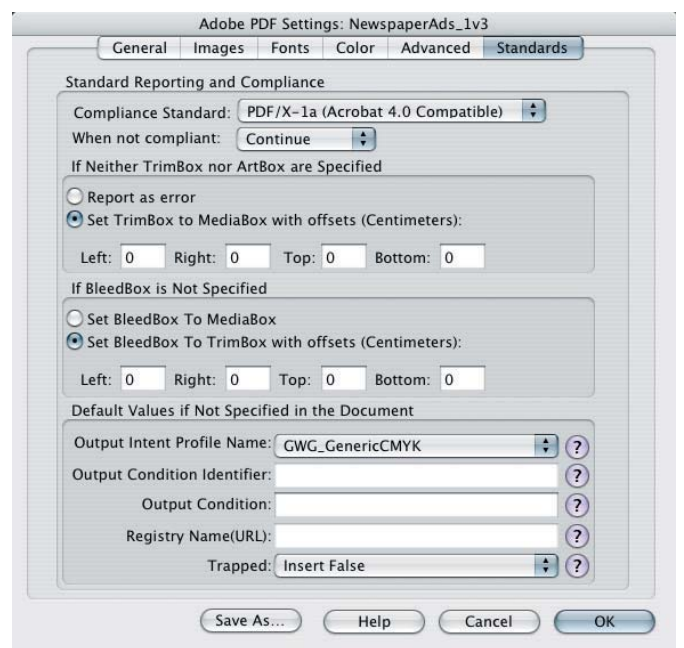 Adobe PDF Settings: NewspaperAds_1v3
General Images Fonts Color Advanced Standards
Standard Reporting and Compliance
Compliance Standard: PDF/X-1a (Acrobat 4.0 Compatible)
When not compliant: Continue
If Neither TrimBox nor ArtBox are Specified
Report as error
Set TrimBox to MediaBox with offsets (Centimeters):
Left: 0 Right: 0 Top: 0 Bottom: 0
If BleedBox is Not Specified
Set BleedBox To MediaBox
Set BleedBox To TrimBox with offsets (Centimeters):
Left: 0 Right: 0 Top: 0 Bottom: 0
Default Values if Not Specified in the Document
Output Intent Profile Name: GWG_GenericCMYK ?
Output Condition Identifier: ?
Output Condition: ?
Registry Name(URL): ?
Trapped: Insert False ?
Save As... Help Cancel OK